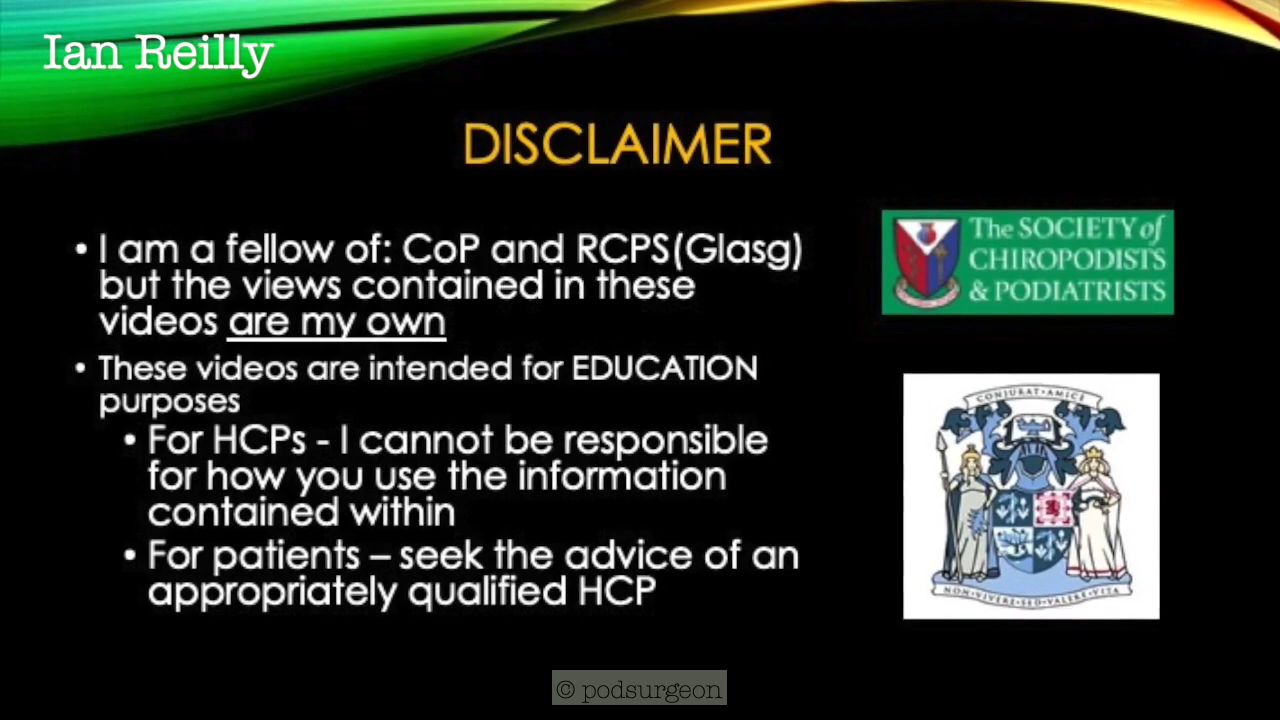 Ian Reilly
DISCLAIMER
• I am a fellow of: CoP and RCPS(Glasg)
but the views contained in these
videos are my own
• These videos are intended for EDUCATION
purposes
• For HCPs - I cannot be responsible
for how you use the information
contained within
• For patients – seek the advice of an
appropriately qualified HCP
The SOCIETY of
CHIROPODISTS
& PODIATRISTS
CONJURAT·AMICE
NON·VIVERE·SED·VALERE·VITA
© podsurgeon